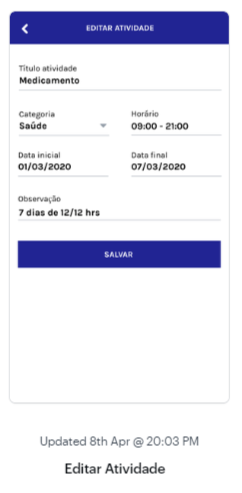 EDITAR ATIVIDADE
Título atividade
Medicamento
Categoria
Saúde
Horário
09:00 - 21:00
Data inicial
01/03/2020
Data final
07/03/2020
Observação
7 dias de 12/12 hrs
SALVAR
Updated 8th Apr @ 20:03 PM
Editar Atividade